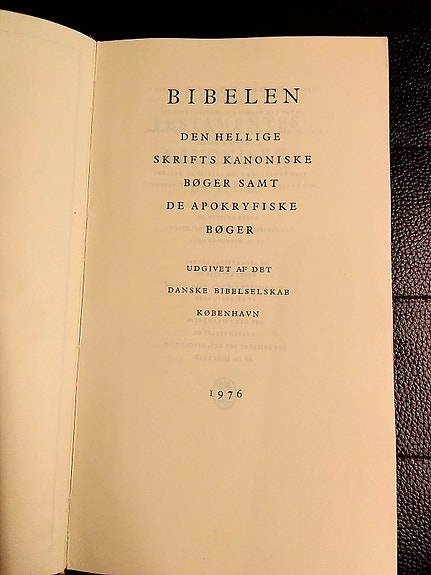 BIBELEN
DEN HELLIGE
SKRIFTS KANONISKE
BØGER SAMT
DE APOKRYFISKE
BØGER
UDGIVET AF DET
DANSKE BIBELSELSKAB
KØBENHAVN
1976